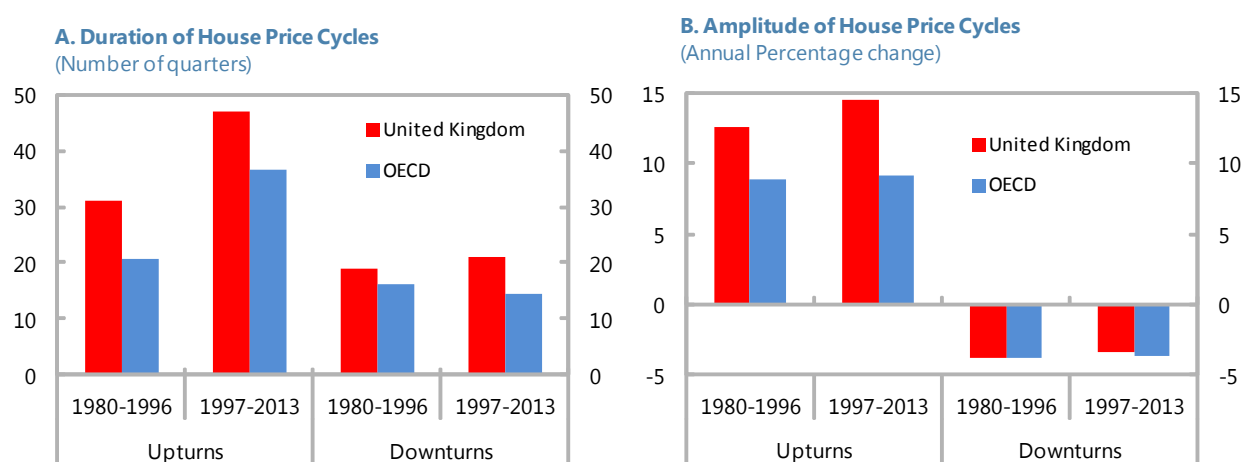 A. Duration of House Price Cycles
(Number of quarters)
50
40
30
20
10
0
50
40
30
20
10
0
United Kingdom
OECD
1980-1996
1997-2013
1980-1996
1997-2013
Upturns
Downturns
B. Amplitude of House Price Cycles
(Annual Percentage change)
15
10
5
0
-5
15
10
5
0
-5
United Kingdom
OECD
1980-1996
1997-2013
1980-1996
1997-2013
Upturns
Downturns